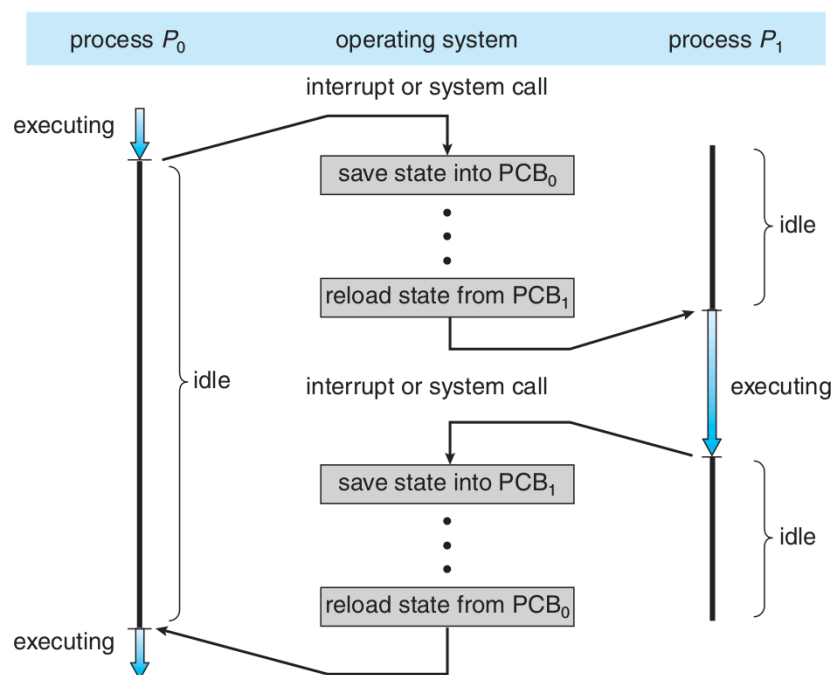 process P₀ operating system process P₁
interrupt or system call
executing
save state into PCB₀
idle
reload state from PCB₁
idle
interrupt or system call
executing
save state into PCB₁
idle
reload state from PCB₀
executing